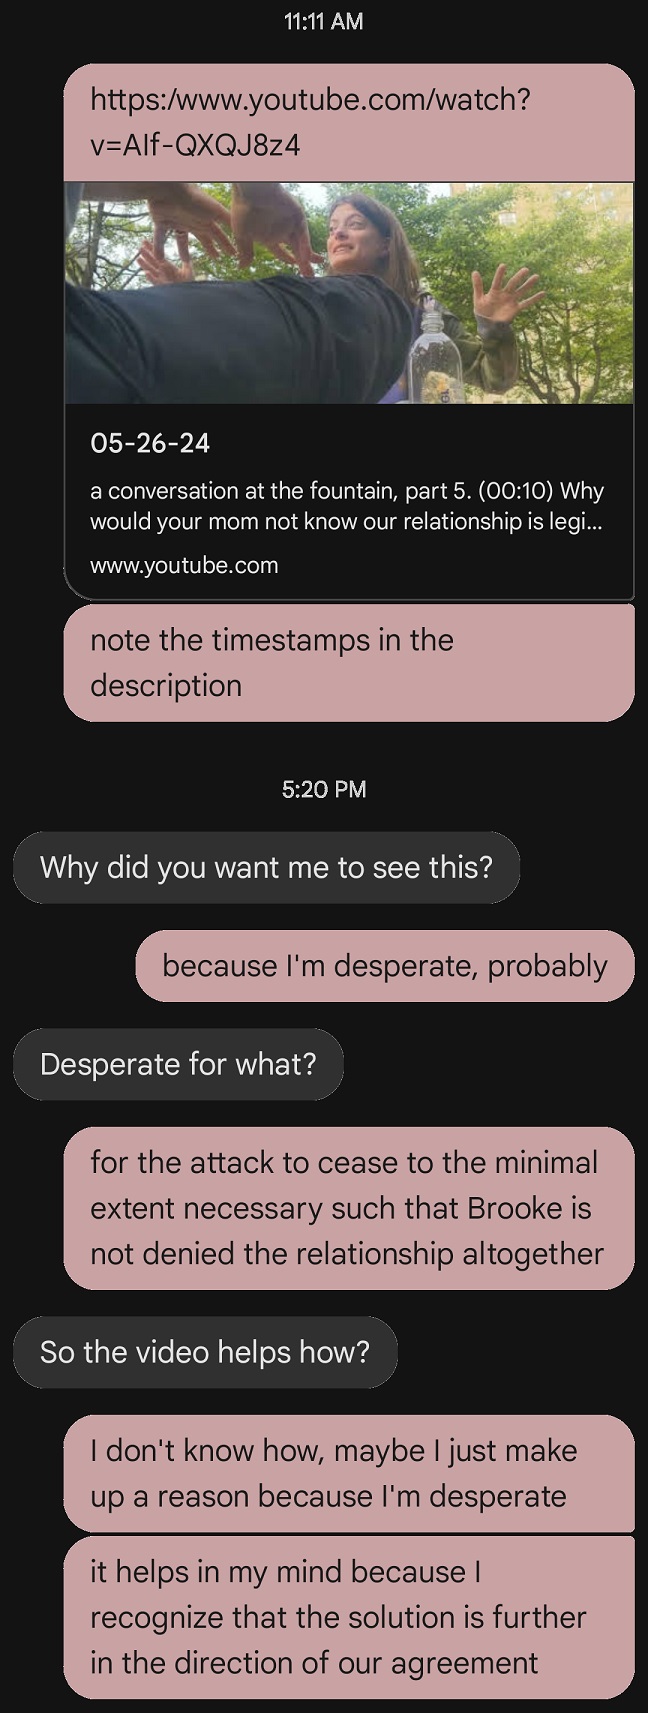 11:11 AM
https:/www.youtube.com/watch?
v=AIf-QXQJ8z4
05-26-24
a conversation at the fountain, part 5. (00:10) Why
would your mom not know our relationship is legi...
www.youtube.com
note the timestamps in the
description
5:20 PM
Why did you want me to see this?
because I'm desperate, probably
Desperate for what?
for the attack to cease to the minimal
extent necessary such that Brooke is
not denied the relationship altogether
So the video helps how?
I don't know how, maybe I just make
up a reason because I'm desperate
it helps in my mind because I
recognize that the solution is further
in the direction of our agreement